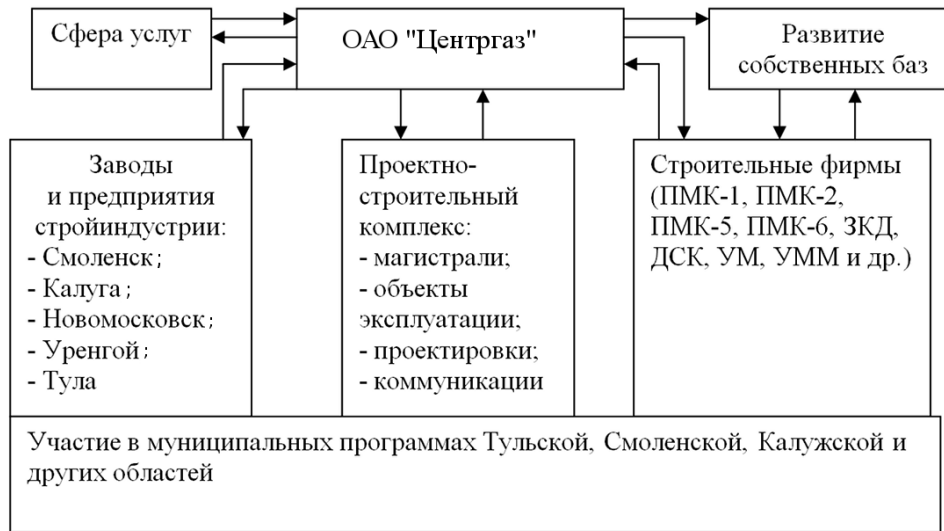 Сфера услуг
ОАО "Центргаз"
Развитие
собственных баз
Заводы
и предприятия
стройиндустрии:
- Смоленск;
- Калуга;
- Новомосковск;
- Уренгой;
- Тула
Проектно-
строительный
комплекс:
- магистрали;
- объекты
эксплуатации;
- проектировки;
- коммуникации
Строительные фирмы
(ПМК-1, ПМК-2,
ПМК-5, ПМК-6, ЗКД,
ДСК, УМ, УММ и др.)
Участие в муниципальных программах Тульской, Смоленской, Калужской и
других областей